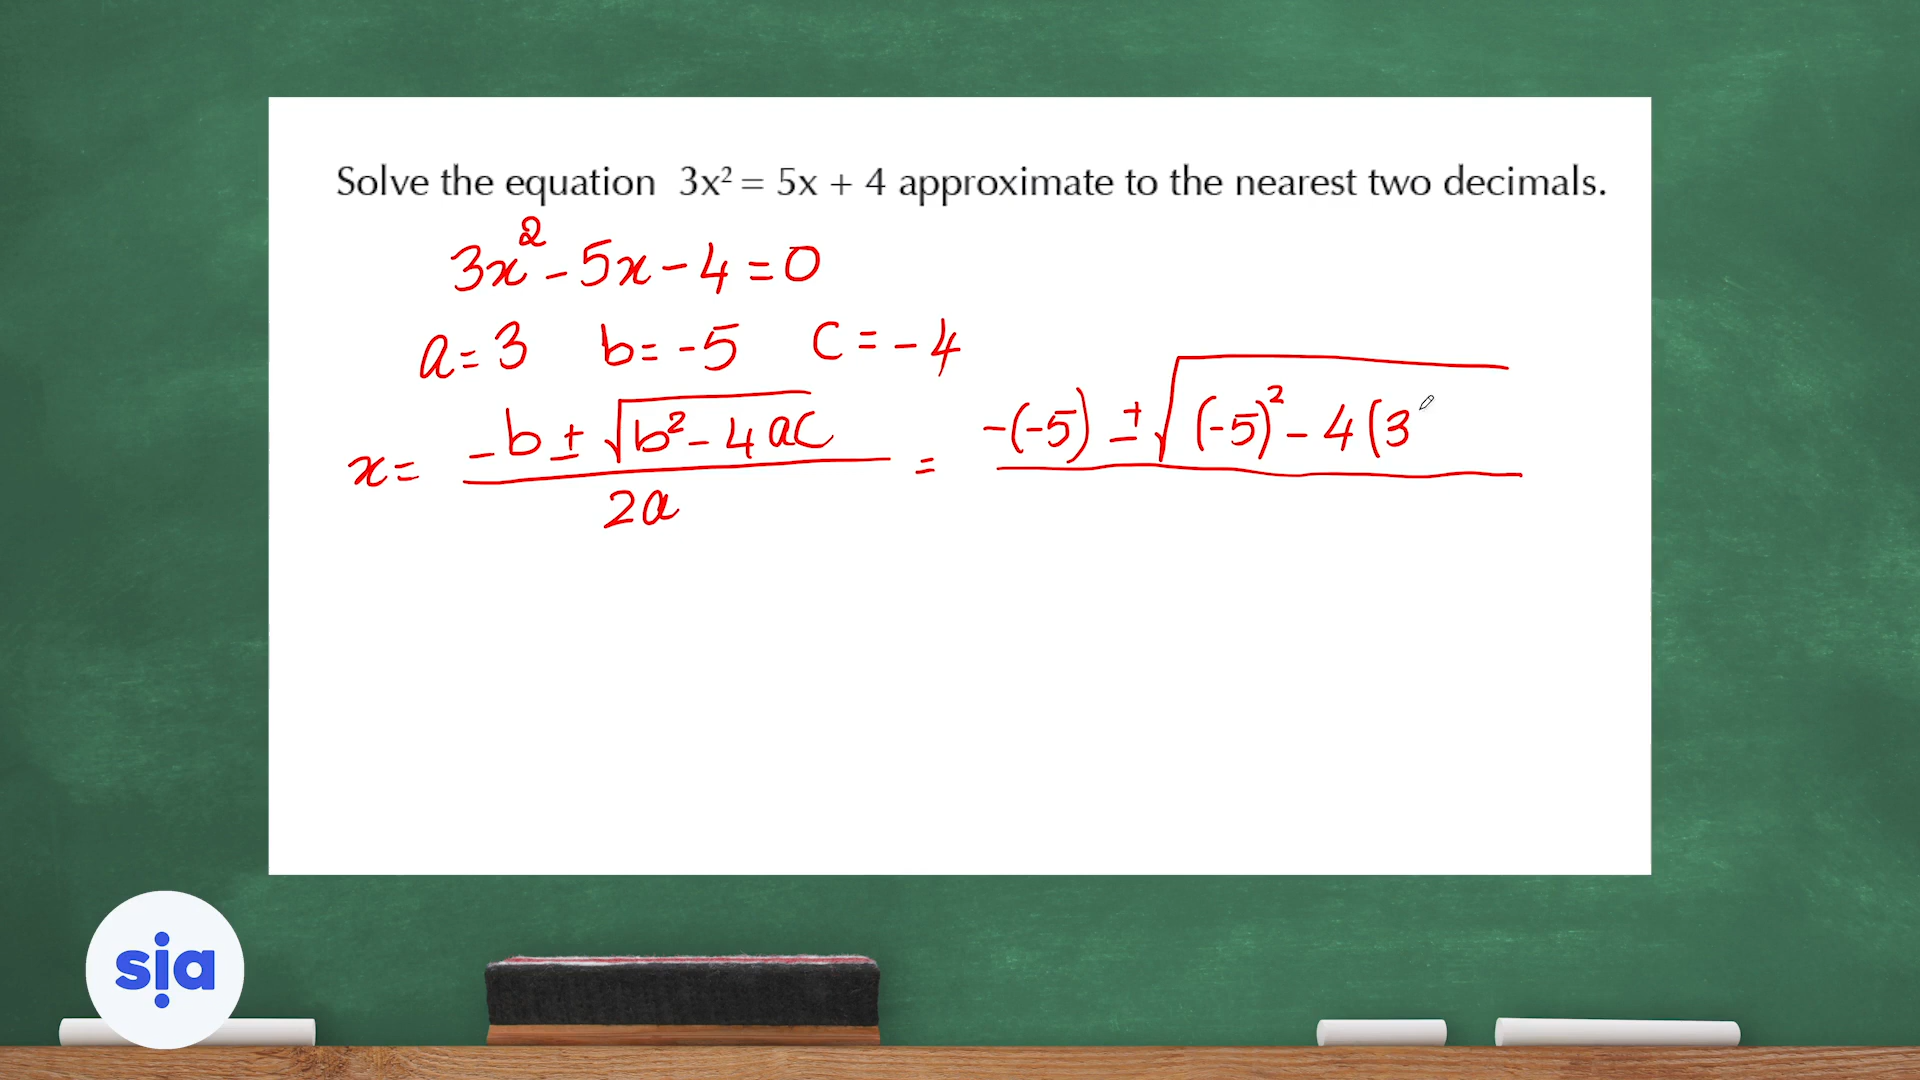 Solve the equation 3x² = 5x + 4 approximate to the nearest two decimals.
3x² - 5x - 4 = 0
a = 3 b = -5 c = -4
x = -b ± √b² - 4ac / 2a = -(-5) ± √(-5)² - 4(3
sia